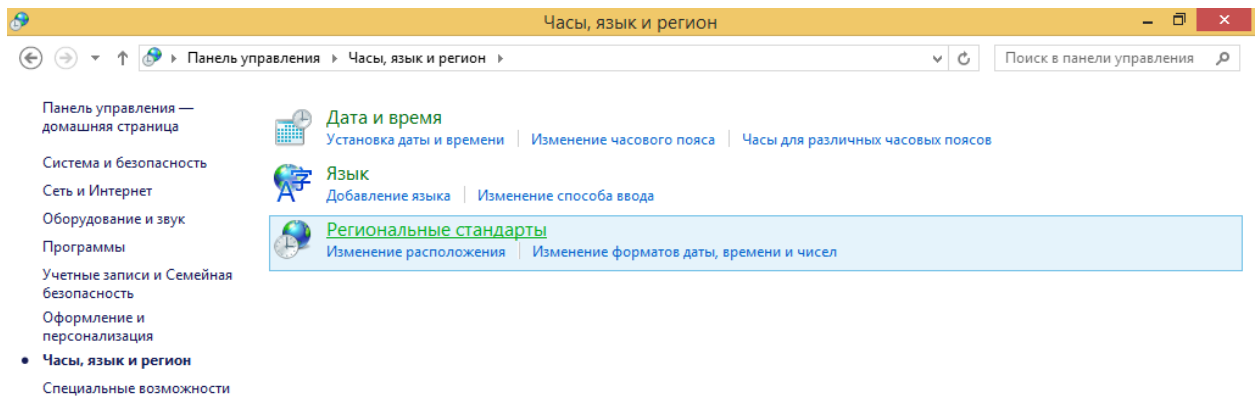 Часы, язык и регион
Панель управления Часы, язык и регион Поиск в панели управления
Панель управления —
домашняя страница
Система и безопасность
Сеть и Интернет
Оборудование и звук
Программы
Учетные записи и Семейная
безопасность
Оформление и
персонализация
Часы, язык и регион
Специальные возможности
Дата и время
Установка даты и времени Изменение часового пояса Часы для различных часовых поясов
Язык
Добавление языка Изменение способа ввода
Региональные стандарты
Изменение расположения Изменение форматов даты, времени и чисел